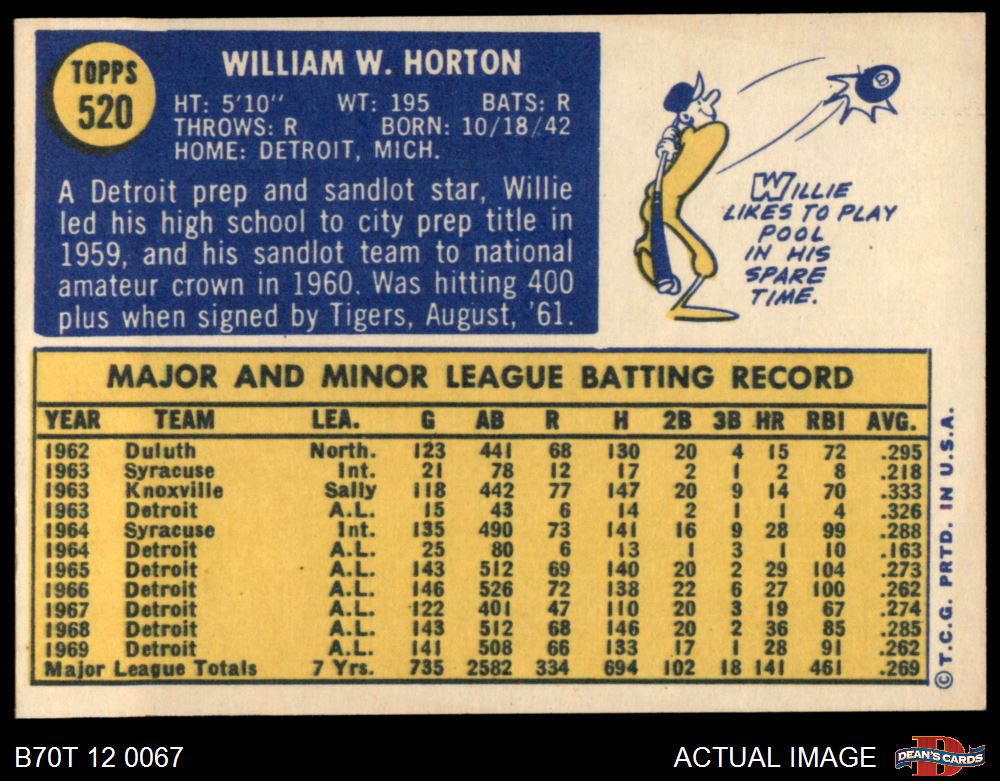 TOPPS
520
WILLIAM W. HORTON
HT: 5'10" WT: 195 BATS: R
THROWS: R BORN: 10/18/42
HOME: DETROIT, MICH.
A Detroit prep and sandlot star, Willie
led his high school to city prep title in
1959, and his sandlot team to national
amateur crown in 1960. Was hitting 400
plus when signed by Tigers, August, '61.
8
WILLIE
LIKES TO PLAY
POOL
IN HIS
SPARE
TIME.
MAJOR AND MINOR LEAGUE BATTING RECORD
YEAR TEAM LEA. G AB R H 2B 3B HR RBI AVG.
1962 Duluth North. 123 441 68 130 20 4 15 72 .295
1963 Syracuse Int. 21 78 12 17 2 1 2 8 .218
1963 Knoxville Sally 118 442 77 147 20 9 14 70 .333
1963 Detroit A.L. 15 43 6 14 2 1 1 4 .326
1964 Syracuse Int. 135 490 73 141 16 9 28 99 .288
1964 Detroit A.L. 25 80 6 13 1 3 1 10 .163
1965 Detroit A.L. 143 512 69 140 20 2 29 104 .273
1966 Detroit A.L. 146 526 72 138 22 6 27 100 .262
1967 Detroit A.L. 122 401 47 110 20 3 19 67 .274
1968 Detroit A.L. 143 512 68 146 20 2 36 85 .285
1969 Detroit A.L. 141 508 66 133 17 1 28 91 .262
Major League Totals 7 Yrs. 735 2582 334 694 102 18 141 461 .269
©T.C.G. PRTD. IN U.S.A.
B70T 12 0067
ACTUAL IMAGE
D
DEAN'S CARDS